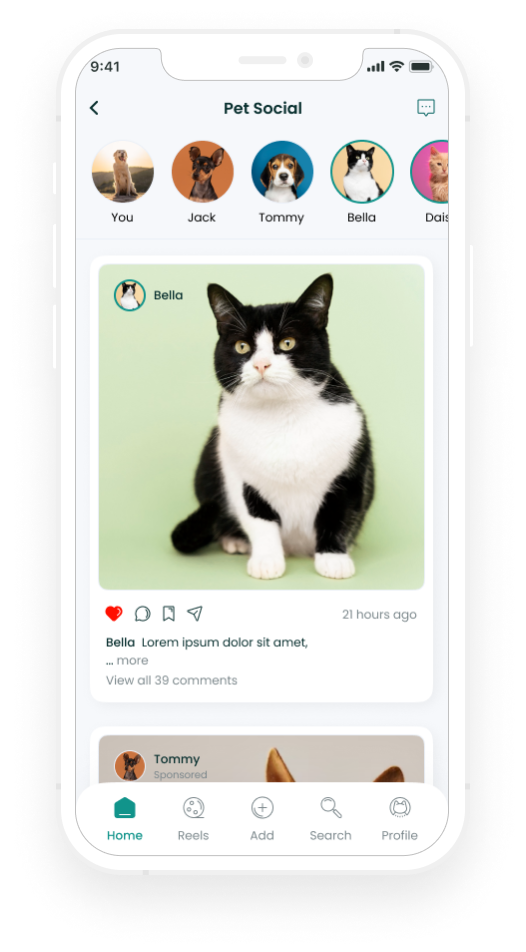 9:41
Pet Social
You
Jack
Tommy
Bella
Dais
Bella
21 hours ago
Bella Lorem ipsum dolor sit amet,
... more
View all 39 comments
Tommy
Sponsored
Home
Reels
Add
Search
Profile